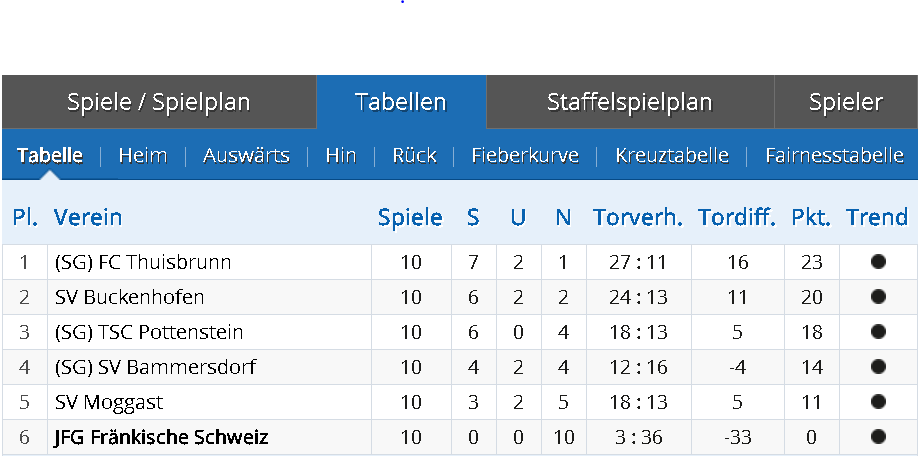 Spiele / Spielplan Tabellen Staffelspielplan Spieler
Tabelle Heim Auswärts Hin Rück Fieberkurve Kreuztabelle Fairnesstabelle
Pl. Verein Spiele S U N Torverh. Tordiff. Pkt. Trend
1 (SG) FC Thuisbrunn 10 7 2 1 27 : 11 16 23
2 SV Buckenhofen 10 6 2 2 24 : 13 11 20
3 (SG) TSC Pottenstein 10 6 0 4 18 : 13 5 18
4 (SG) SV Bammersdorf 10 4 2 4 12 : 16 -4 14
5 SV Moggast 10 3 2 5 18 : 13 5 11
6 JFG Fränkische Schweiz 10 0 0 10 3 : 36 -33 0